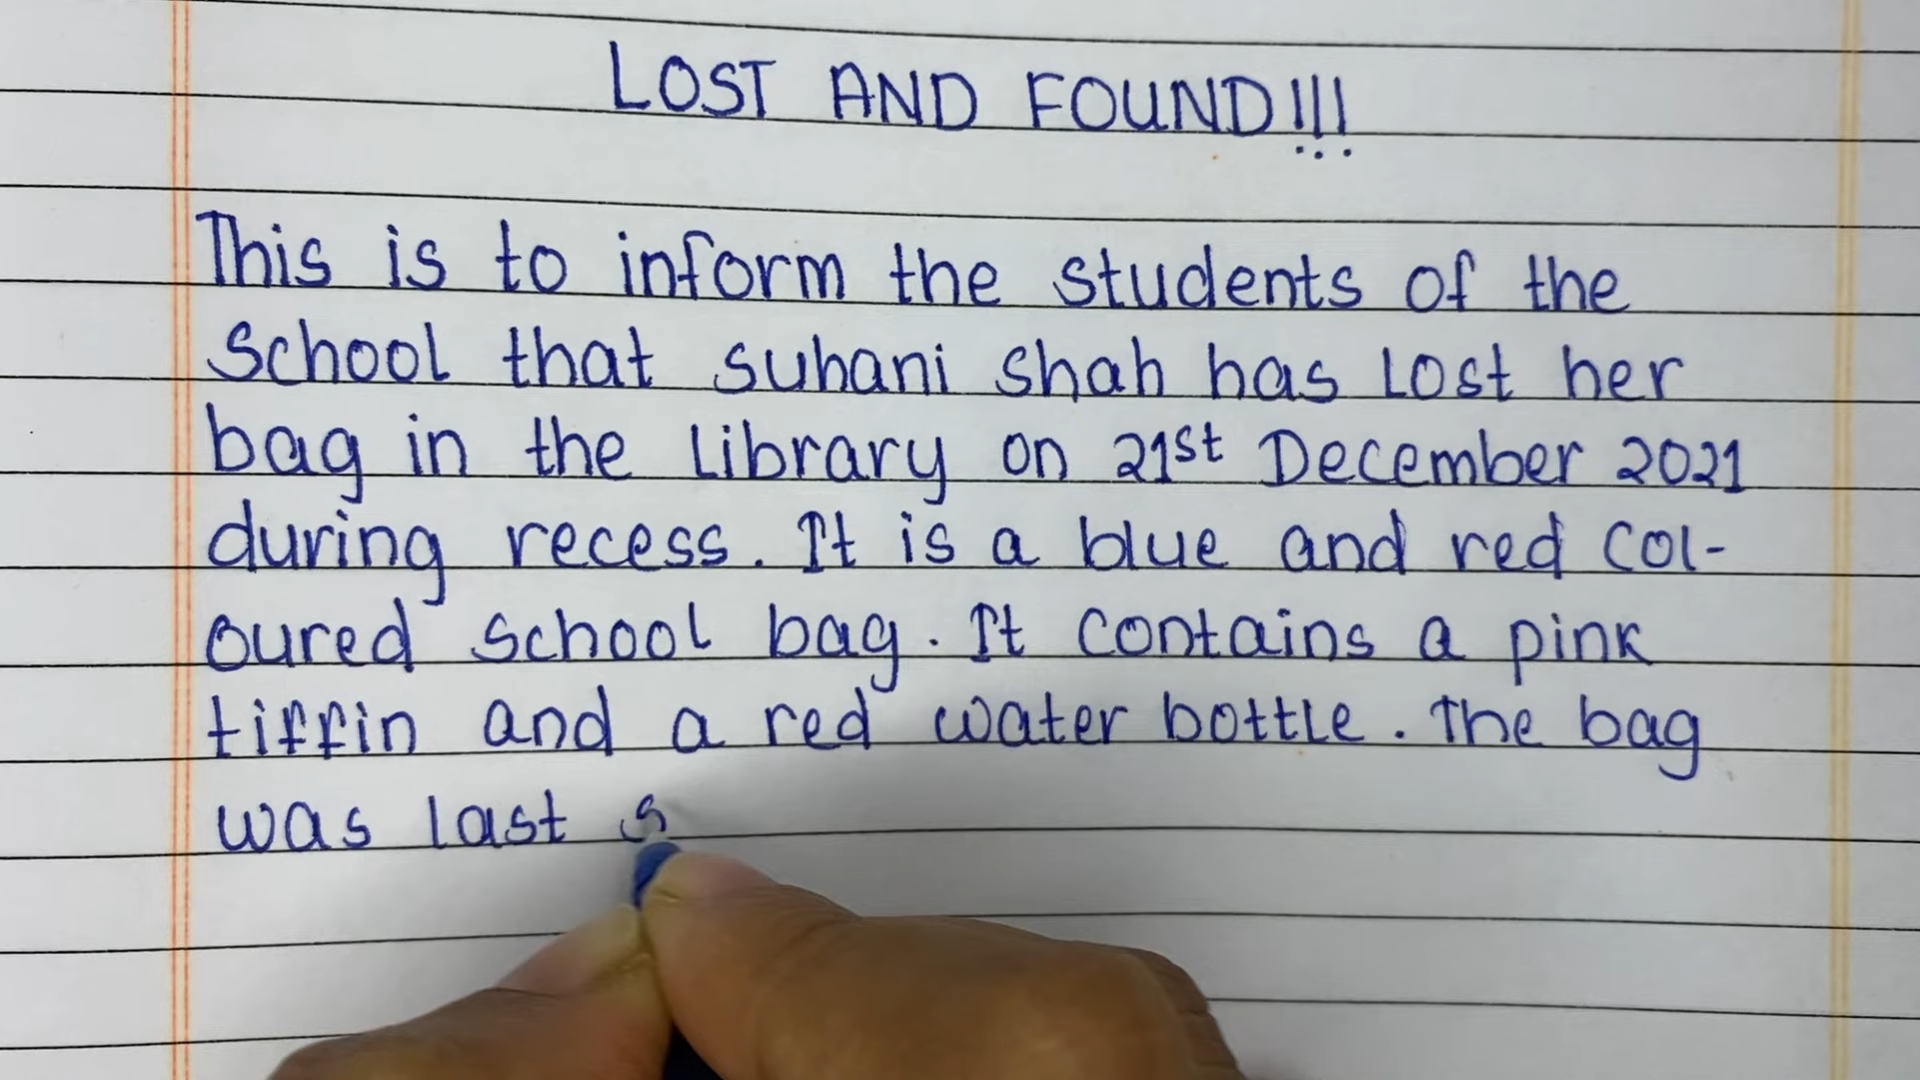 LOST AND FOUND!!!
This is to inform the students of the
school that suhani shah has lost her
bag in the library on 21st December 2021
during recess. It is a blue and red col-
oured school bag. It contains a pink
tiffin and a red water bottle. The bag
was last s